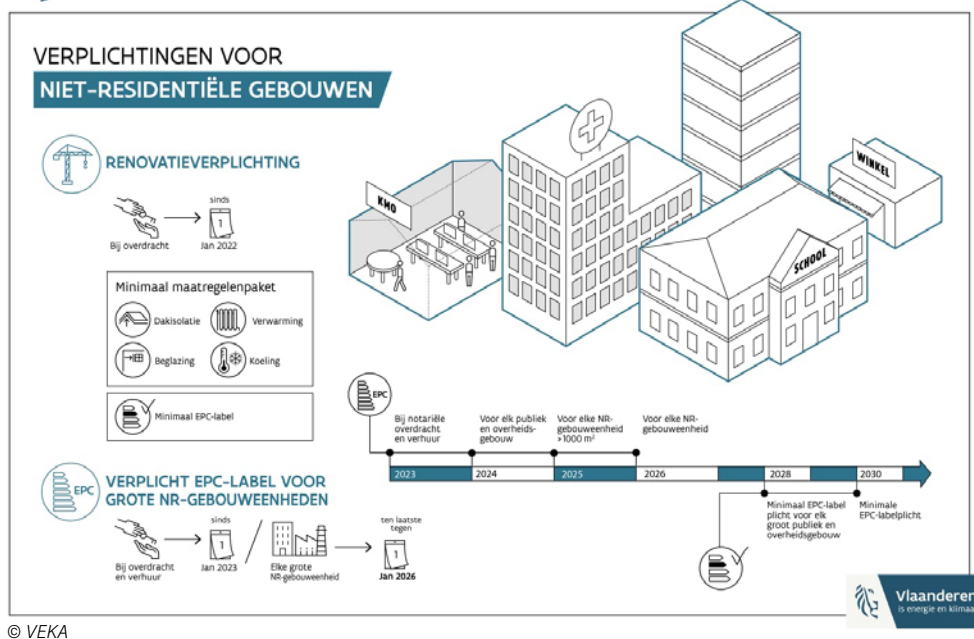 VERPLICHTINGEN VOOR
NIET-RESIDENTIËLE GEBOUWEN
RENOVATIEVERPLICHTING
sinds
1
Bij overdracht
Jan 2022
Minimaal maatregelenpakket
Dakisolatie
Verwarming
Beglazing
Koeling
Minimaal EPC-label
KMO
WINKEL
SCHOOL
EPC
Bij notariële
overdracht
en verhuur
Voor elk publiek
en overheids-
gebouw
Voor elke NR-
gebouweenheid
>1000 m²
Voor elke NR-
gebouweenheid
2023
2024
2025
2026
2028
2030
Minimaal EPC-label
plicht voor elk
groot publiek en
overheidsgebouw
Minimale
EPC-labelplicht
EPC
VERPLICHT EPC-LABEL VOOR
GROTE NR-GEBOUWEENHEDEN
sinds
1
Bij overdracht
en verhuur
Jan 2023
Elke grote
NR-gebouweenheid
ten laatste
tegen
1
Jan 2026
Vlaanderen
is energie en klimaat
© VEKA